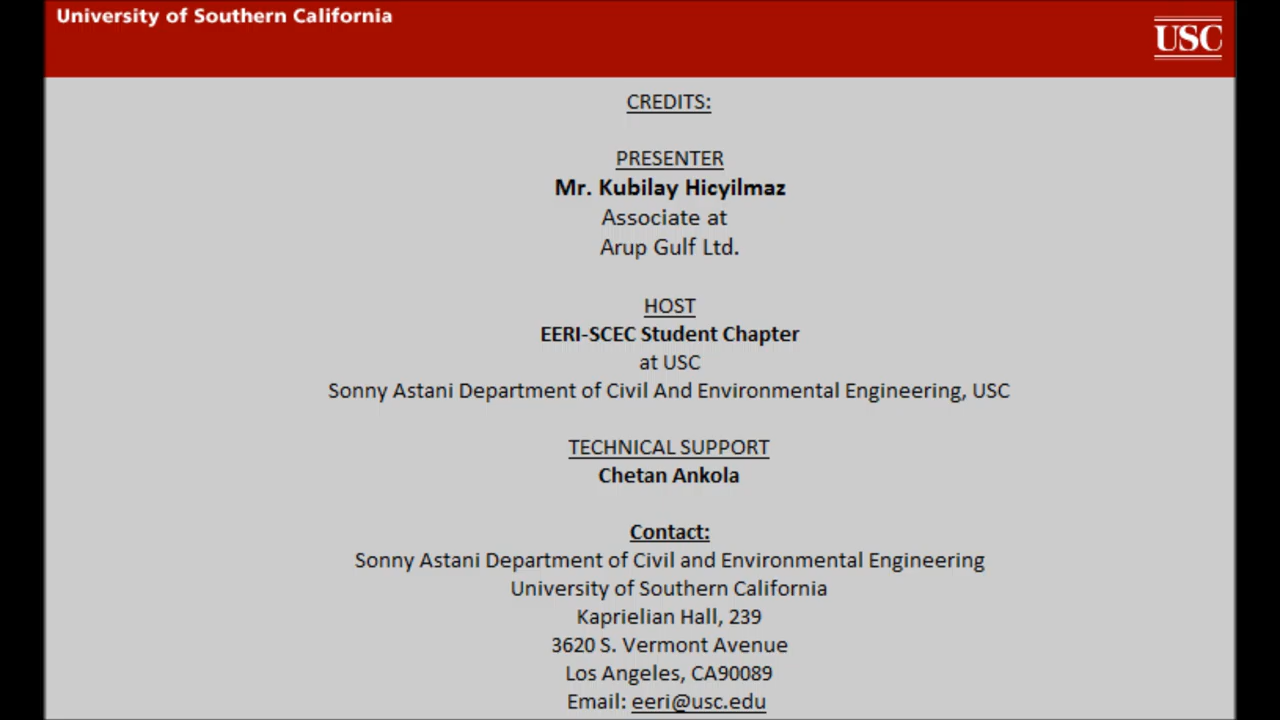 University of Southern California
USC
CREDITS:
PRESENTER
Mr. Kubilay Hicyilmaz
Associate at
Arup Gulf Ltd.
HOST
EERI-SCEC Student Chapter
at USC
Sonny Astani Department of Civil And Environmental Engineering, USC
TECHNICAL SUPPORT
Chetan Ankola
Contact:
Sonny Astani Department of Civil and Environmental Engineering
University of Southern California
Kaprielian Hall, 239
3620 S. Vermont Avenue
Los Angeles, CA90089
Email: eeri@usc.edu